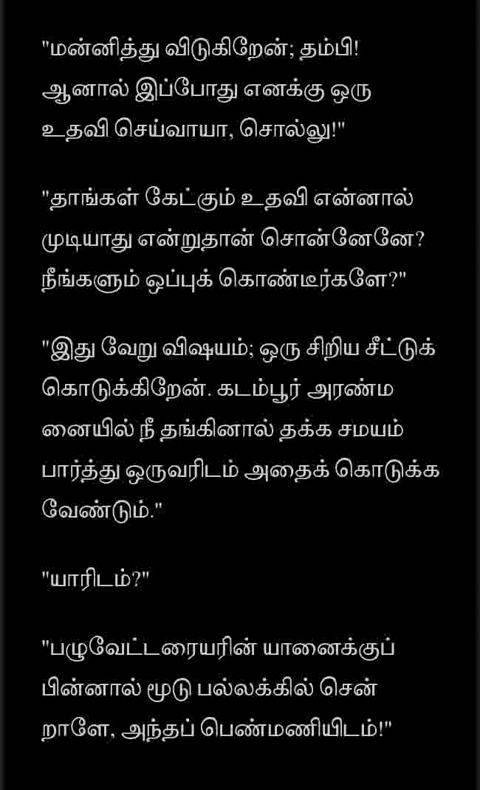 "மன்னித்து விடுகிறேன்; தம்பி!
ஆனால் இப்போது எனக்கு ஒரு
உதவி செய்வாயா, சொல்லு!"
"தாங்கள் கேட்கும் உதவி என்னால்
முடியாது என்றுதான் சொன்னேனே?
நீங்களும் ஒப்புக் கொண்டீர்களே?"
"இது வேறு விஷயம்; ஒரு சிறிய சீட்டுக்
கொடுக்கிறேன். கடம்பூர் அரண்ம
னையில் நீ தங்கினால் தக்க சமயம்
பார்த்து ஒருவரிடம் அதைக் கொடுக்க
வேண்டும்."
"யாரிடம்?"
"பழுவேட்டரையரின் யானைக்குப்
பின்னால் மூடு பல்லக்கில் சென்
றாளே, அந்தப் பெண்மணியிடம்!"